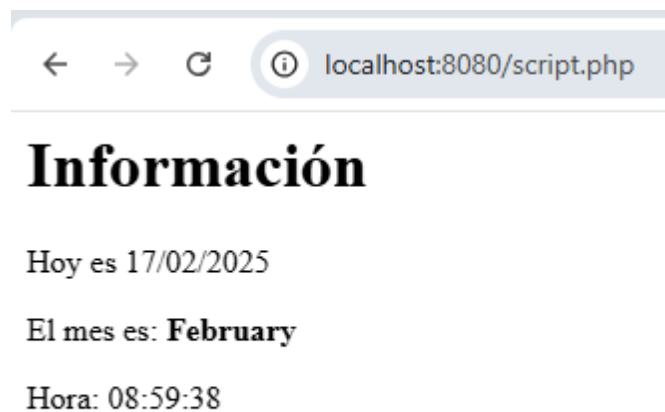 localhost:8080/script.php
Información
Hoy es 17/02/2025
El mes es: February
Hora: 08:59:38